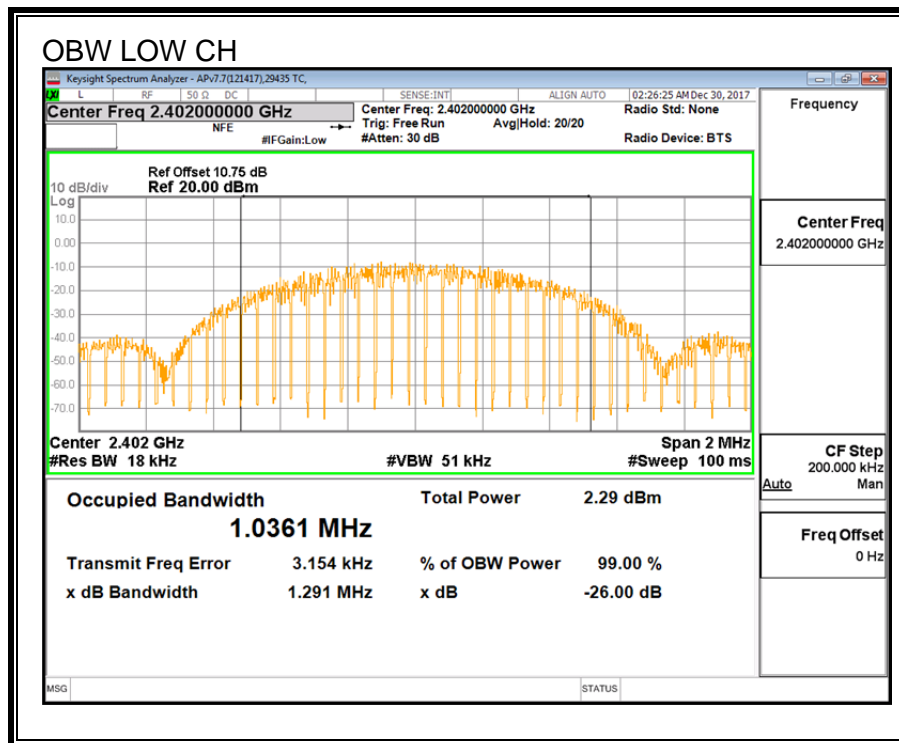 OBW LOW CH
Keysight Spectrum Analyzer - APv7.7(121417),29435 TC,
LXI L RF 50 Ω DC SENSE:INT ALIGN AUTO 02:26:25 AM Dec 30, 2017
Center Freq 2.402000000 GHz
NFE
#IFGain:Low
Center Freq: 2.402000000 GHz
Trig: Free Run Avg|Hold: 20/20
#Atten: 30 dB
Radio Std: None
Radio Device: BTS
Ref Offset 10.75 dB
10 dB/div Ref 20.00 dBm
Log
10.0
0.00
-10.0
-20.0
-30.0
-40.0
-50.0
-60.0
-70.0
Center 2.402 GHz Span 2 MHz
#Res BW 18 kHz #VBW 51 kHz #Sweep 100 ms
Occupied Bandwidth Total Power 2.29 dBm
1.0361 MHz
Transmit Freq Error 3.154 kHz % of OBW Power 99.00 %
x dB Bandwidth 1.291 MHz x dB -26.00 dB
MSG STATUS
Frequency
Center Freq
2.402000000 GHz
CF Step
200.000 kHz
Auto Man
Freq Offset
0 Hz